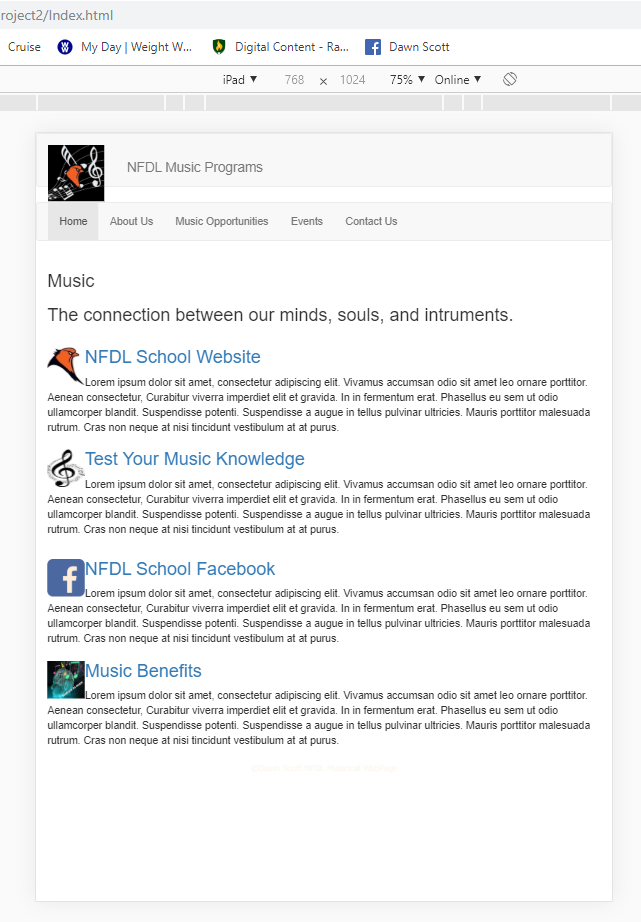 roject2/Index.html
Cruise My Day | Weight W... Digital Content - Ra... Dawn Scott
iPad ▼ 768 × 1024 75% ▼ Online ▼
NFDL Music Programs
Home About Us Music Opportunities Events Contact Us
Music
The connection between our minds, souls, and intruments.
NFDL School Website
Lorem ipsum dolor sit amet, consectetur adipiscing elit. Vivamus accumsan odio sit amet leo ornare porttitor.
Aenean consectetur, Curabitur viverra imperdiet elit et gravida. In in fermentum erat. Phasellus eu sem ut odio
ullamcorper blandit. Suspendisse potenti. Suspendisse a augue in tellus pulvinar ultricies. Mauris porttitor malesuada
rutrum. Cras non neque at nisi tincidunt vestibulum at at purus.
Test Your Music Knowledge
Lorem ipsum dolor sit amet, consectetur adipiscing elit. Vivamus accumsan odio sit amet leo ornare porttitor.
Aenean consectetur, Curabitur viverra imperdiet elit et gravida. In in fermentum erat. Phasellus eu sem ut odio
ullamcorper blandit. Suspendisse potenti. Suspendisse a augue in tellus pulvinar ultricies. Mauris porttitor malesuada
rutrum. Cras non neque at nisi tincidunt vestibulum at at purus.
NFDL School Facebook
Lorem ipsum dolor sit amet, consectetur adipiscing elit. Vivamus accumsan odio sit amet leo ornare porttitor.
Aenean consectetur, Curabitur viverra imperdiet elit et gravida. In in fermentum erat. Phasellus eu sem ut odio
ullamcorper blandit. Suspendisse potenti. Suspendisse a augue in tellus pulvinar ultricies. Mauris porttitor malesuada
rutrum. Cras non neque at nisi tincidunt vestibulum at at purus.
Music Benefits
Lorem ipsum dolor sit amet, consectetur adipiscing elit. Vivamus accumsan odio sit amet leo ornare porttitor.
Aenean consectetur, Curabitur viverra imperdiet elit et gravida. In in fermentum erat. Phasellus eu sem ut odio
ullamcorper blandit. Suspendisse potenti. Suspendisse a augue in tellus pulvinar ultricies. Mauris porttitor malesuada
rutrum. Cras non neque at nisi tincidunt vestibulum at at purus.